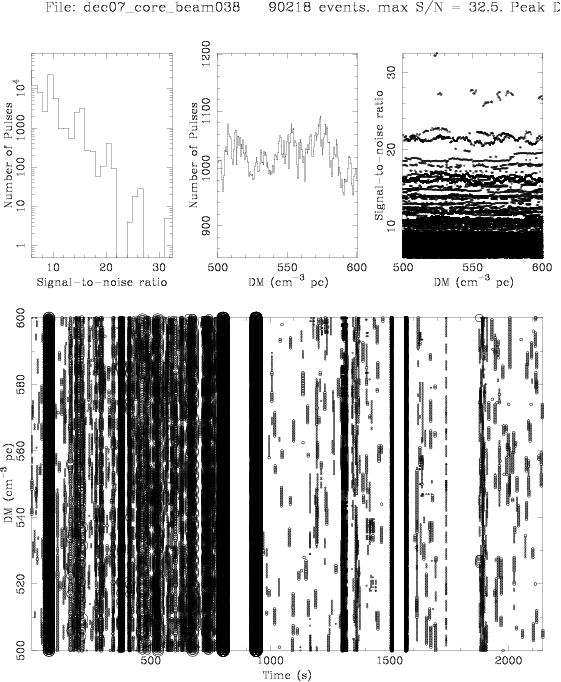 File: dec07_core_beam038 90218 events. max S/N = 32.5. Peak D
Number of Pulses
1 10 100 1000 10^4
10 20 30
Signal-to-noise ratio
Number of Pulses
900 1000 1100 1200
500 550 600
DM (cm^-3 pc)
Signal-to-noise ratio
10 20 30
500 550 600
DM (cm^-3 pc)
DM (cm^-3 pc)
500 520 540 560 580 600
500 1000 1500 2000
Time (s)